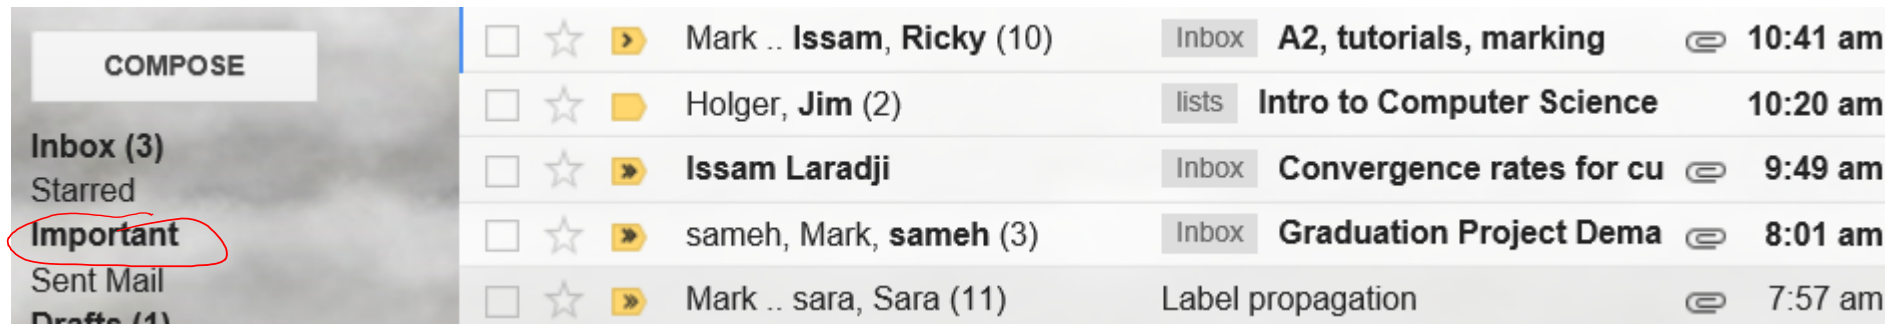 COMPOSE
Inbox (3)
Starred
Important
Sent Mail
Drafts (1)
Mark .. Issam, Ricky (10) Inbox A2, tutorials, marking 10:41 am
Holger, Jim (2) lists Intro to Computer Science 10:20 am
Issam Laradji Inbox Convergence rates for cu 9:49 am
sameh, Mark, sameh (3) Inbox Graduation Project Dema 8:01 am
Mark .. sara, Sara (11) Label propagation 7:57 am